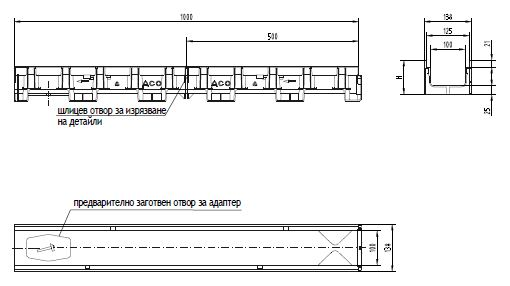 1000
500
134
125
100
21
H
25
ACO
ACO
шлицев отвор за изрязване
на детайли
предварително заготвен отвор за адаптер
100
134